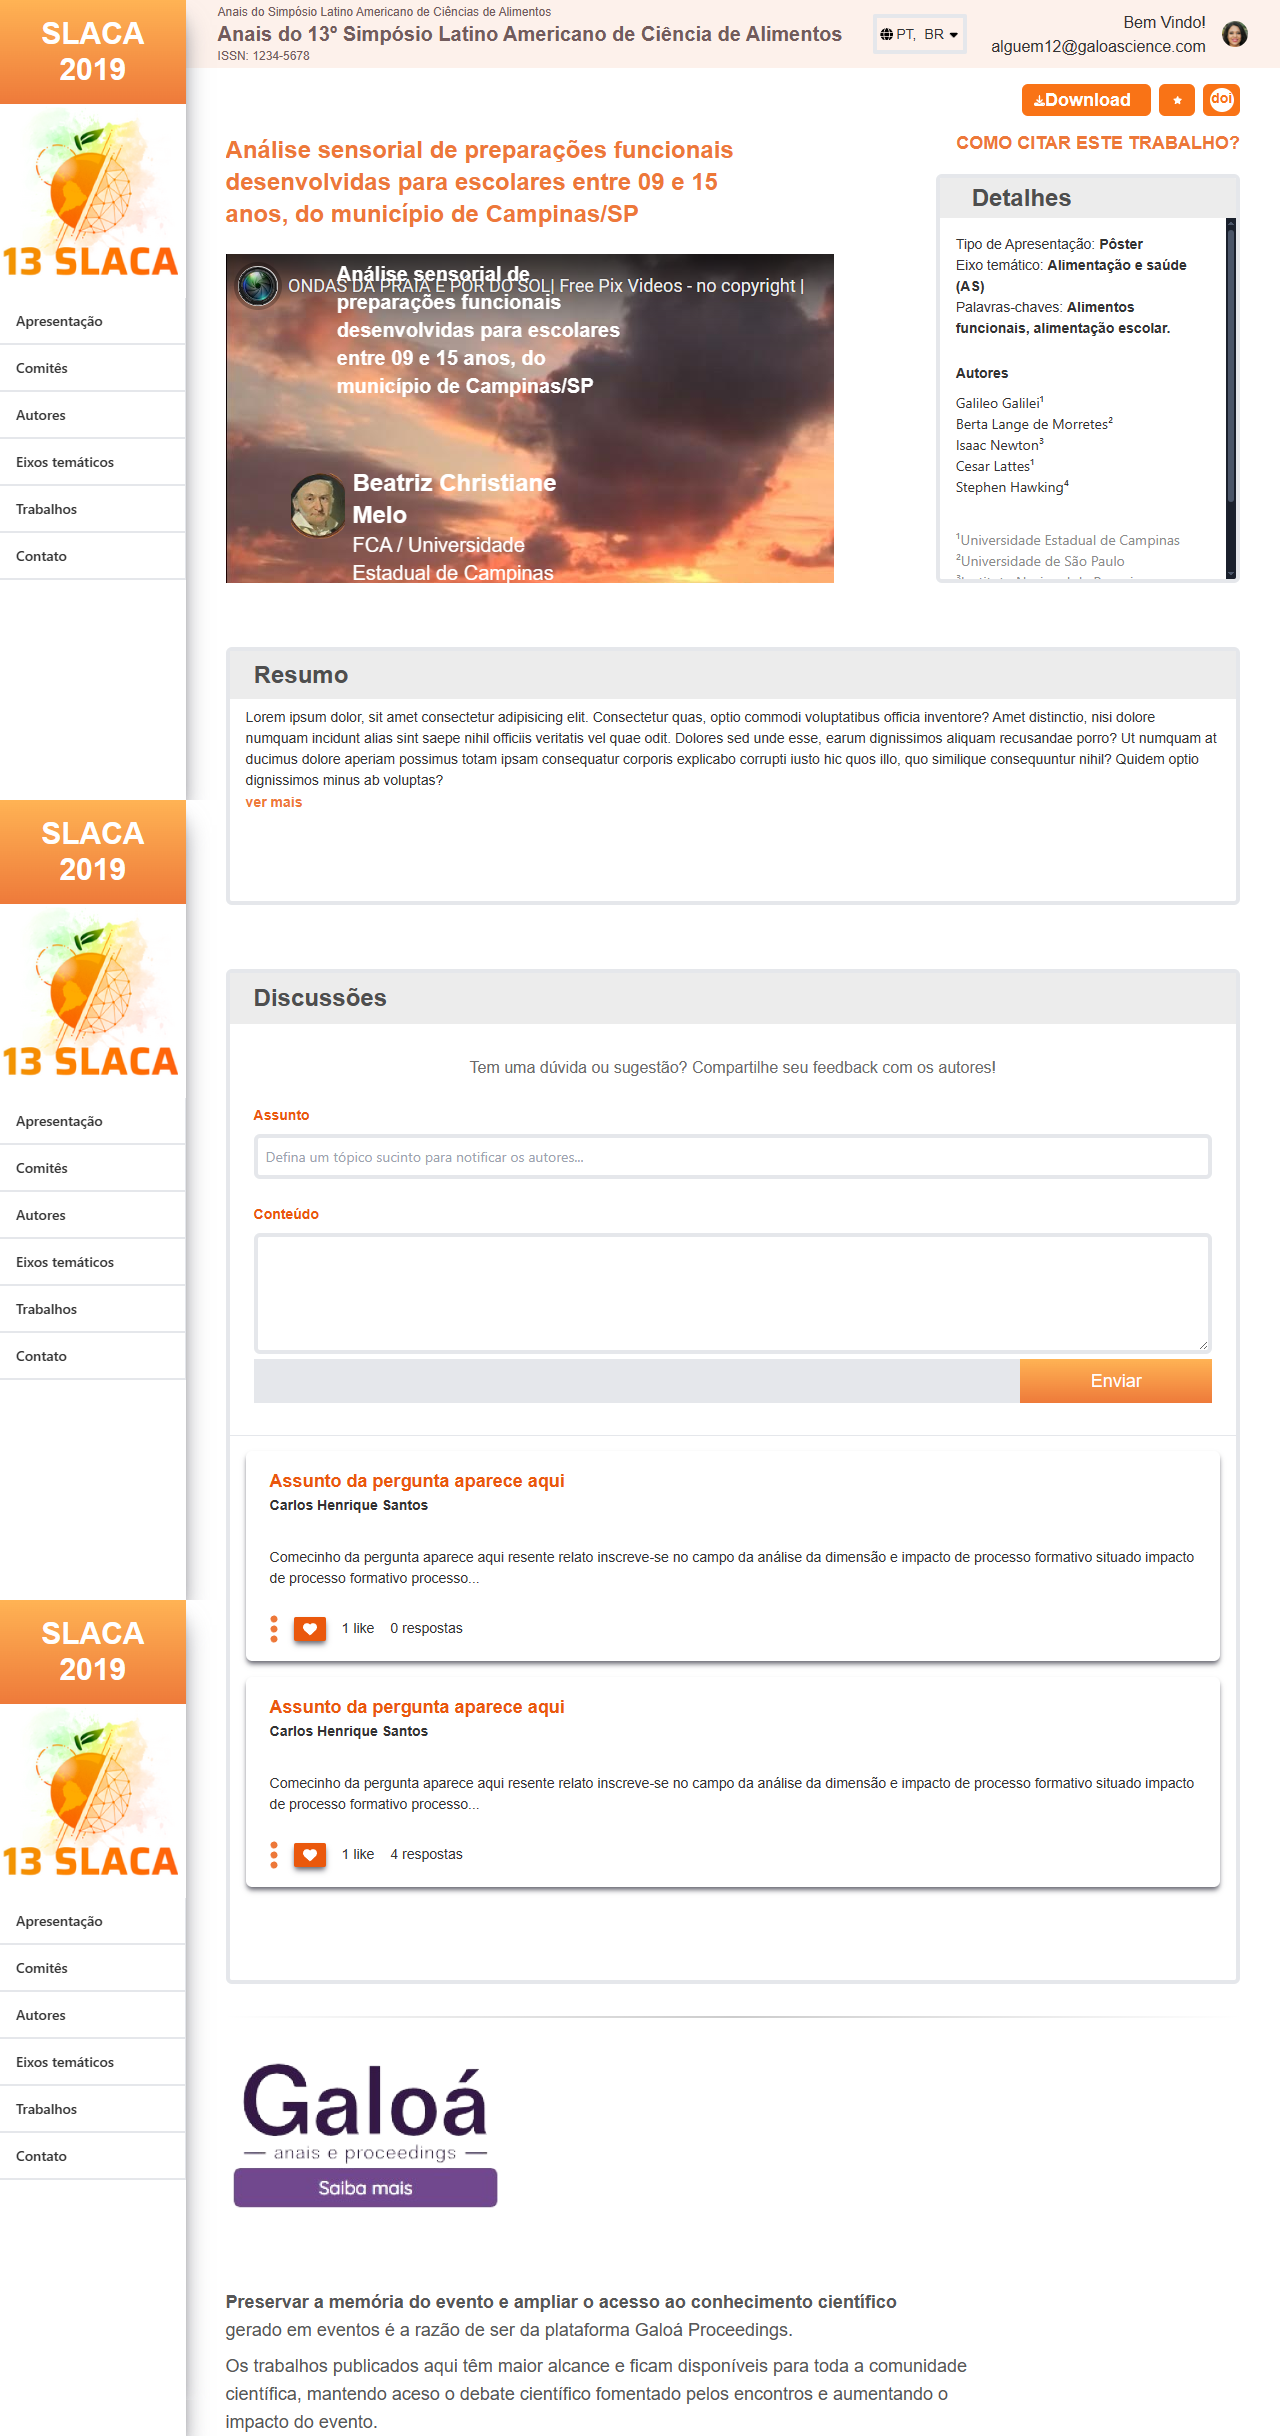 SLACA
2019
13 SLACA
Apresentação
Comitês
Autores
Eixos temáticos
Trabalhos
Contato
Anais do Simpósio Latino Americano de Ciências de Alimentos
Anais do 13º Simpósio Latino Americano de Ciência de Alimentos
ISSN: 1234-5678
PT, BR
Bem Vindo!
alguem12@galoascience.com
Download
doi
COMO CITAR ESTE TRABALHO?
Análise sensorial de preparações funcionais
desenvolvidas para escolares entre 09 e 15
anos, do município de Campinas/SP
ONDAS DA PRAIA E PÔR DO SOL| Free Pix Videos - no copyright |
Análise sensorial de
preparações funcionais
desenvolvidas para escolares
entre 09 e 15 anos, do
município de Campinas/SP
Beatriz Christiane
Melo
FCA / Universidade
Estadual de Campinas
Detalhes
Tipo de Apresentação: Pôster
Eixo temático: Alimentação e saúde
(AS)
Palavras-chaves: Alimentos
funcionais, alimentação escolar.
Autores
Galileo Galilei¹
Berta Lange de Morretes²
Isaac Newton³
Cesar Lattes¹
Stephen Hawking⁴
¹Universidade Estadual de Campinas
²Universidade de São Paulo
Resumo
Lorem ipsum dolor, sit amet consectetur adipisicing elit. Consectetur quas, optio commodi voluptatibus officia inventore? Amet distinctio, nisi dolore
numquam incidunt alias sint saepe nihil officiis veritatis vel quae odit. Dolores sed unde esse, earum dignissimos aliquam recusandae porro? Ut numquam at
ducimus dolore aperiam possimus totam ipsam consequatur corporis explicabo corrupti iusto hic quos illo, quo similique consequuntur nihil? Quidem optio
dignissimos minus ab voluptas?
ver mais
SLACA
2019
13 SLACA
Apresentação
Comitês
Autores
Eixos temáticos
Trabalhos
Contato
Discussões
Tem uma dúvida ou sugestão? Compartilhe seu feedback com os autores!
Assunto
Defina um tópico sucinto para notificar os autores...
Conteúdo
Enviar
Assunto da pergunta aparece aqui
Carlos Henrique Santos
Comecinho da pergunta aparece aqui resente relato inscreve-se no campo da análise da dimensão e impacto de processo formativo situado impacto
de processo formativo processo...
1 like 0 respostas
Assunto da pergunta aparece aqui
Carlos Henrique Santos
Comecinho da pergunta aparece aqui resente relato inscreve-se no campo da análise da dimensão e impacto de processo formativo situado impacto
de processo formativo processo...
1 like 4 respostas
SLACA
2019
13 SLACA
Apresentação
Comitês
Autores
Eixos temáticos
Trabalhos
Contato
Galoá
anais e proceedings
Saiba mais
Preservar a memória do evento e ampliar o acesso ao conhecimento científico
gerado em eventos é a razão de ser da plataforma Galoá Proceedings.
Os trabalhos publicados aqui têm maior alcance e ficam disponíveis para toda a comunidade
científica, mantendo aceso o debate científico fomentado pelos encontros e aumentando o
impacto do evento.